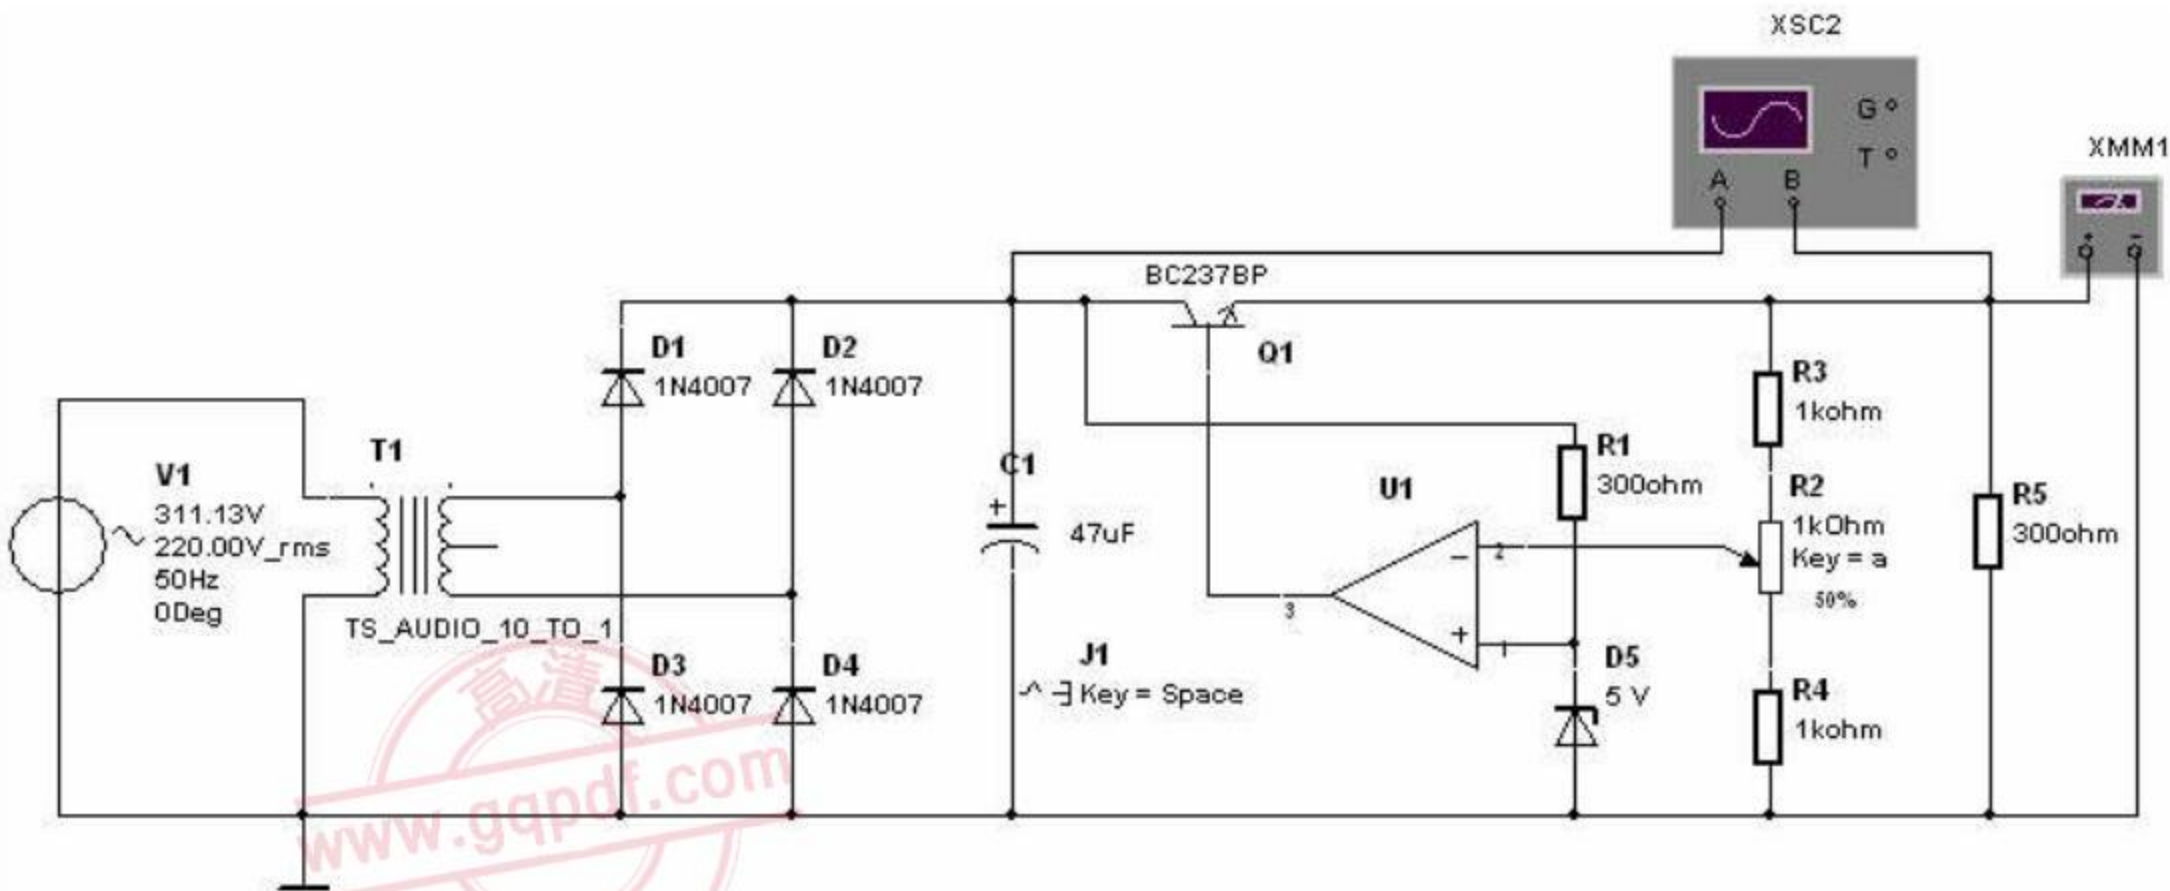 XSC2
G
T
A B
XMM1
+ -
BC237BP
Q1
D1
1N4007
D2
1N4007
R3
1kohm
T1
V1
311.13V
220.00V_rms
50Hz
0Deg
TS_AUDIO_10_TO_1
C1
+
47uF
R1
300ohm
U1
2
3
1
R2
1kOhm
Key = a
50%
R5
300ohm
J1
Key = Space
D3
1N4007
D4
1N4007
D5
5 V
R4
1kohm
高清
www.gqpdf.com